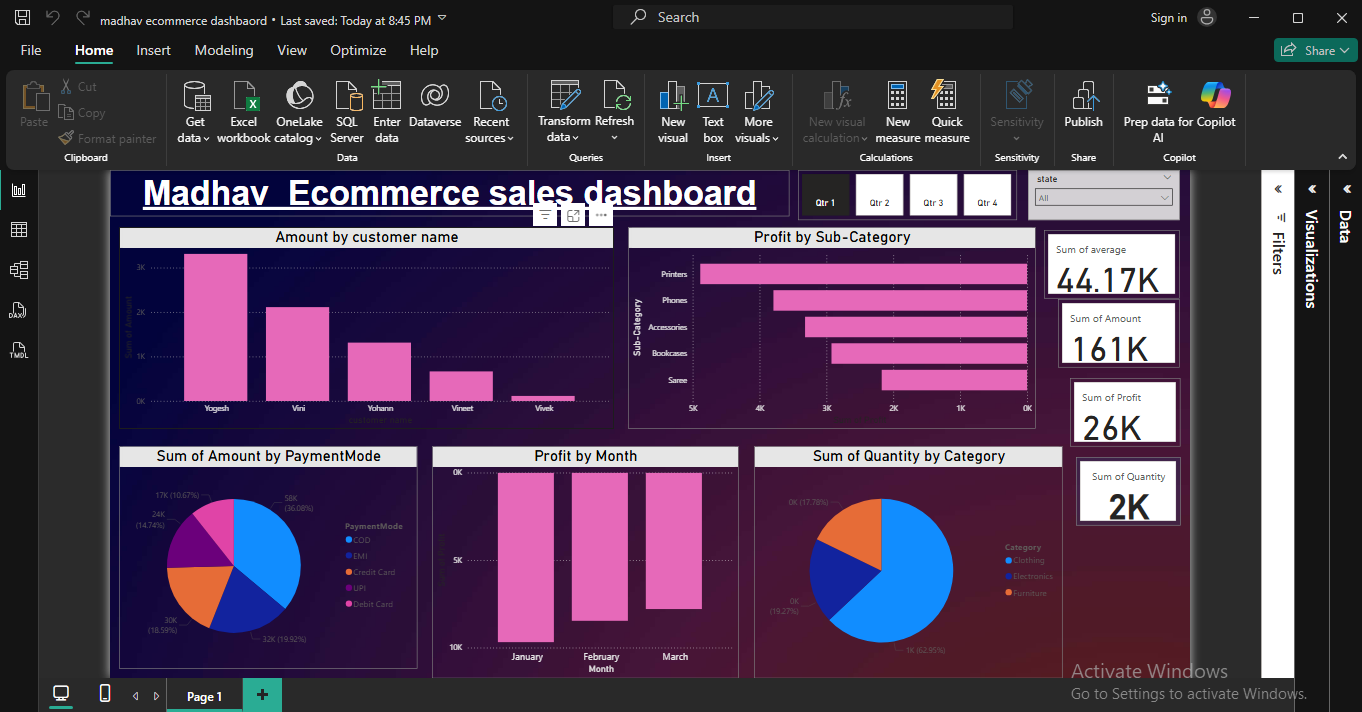 madhav ecommerce dashbaord • Last saved: Today at 8:45 PM
Search
Sign in
File Home Insert Modeling View Optimize Help
Share
Paste
Cut
Copy
Format painter
Clipboard
Get data
Excel workbook
OneLake catalog
SQL Server
Enter data
Dataverse
Recent sources
Data
Transform data
Refresh
Queries
New visual
Text box
More visuals
Insert
New visual calculation
New measure
Quick measure
Calculations
Sensitivity
Sensitivity
Publish
Share
Prep data for AI
Copilot
Copilot
DAX
TMDL
Madhav Ecommerce sales dashboard
Qtr 1
Qtr 2
Qtr 3
Qtr 4
state
All
Filters
Visualizations
Data
Amount by customer name
Sum of Amount
3K
2K
1K
0K
Yogesh Vini Yohann Vineet Vivek
customer name
Profit by Sub-Category
Sub-Category
Printers
Phones
Accessories
Bookcases
Saree
5K 4K 3K 2K 1K 0K
Sum of average
44.17K
Sum of Amount
161K
Sum of Profit
26K
Sum of Quantity
2K
Sum of Amount by PaymentMode
58K (36.08%)
32K (19.92%)
30K (18.59%)
24K (14.74%)
17K (10.67%)
PaymentMode
COD
EMI
Credit Card
UPI
Debit Card
Profit by Month
0K
5K
10K
January February March
Month
Sum of Quantity by Category
0K (17.78%)
0K (19.27%)
1K (62.95%)
Category
Clothing
Electronics
Furniture
Activate Windows
Go to Settings to activate Windows.
Page 1